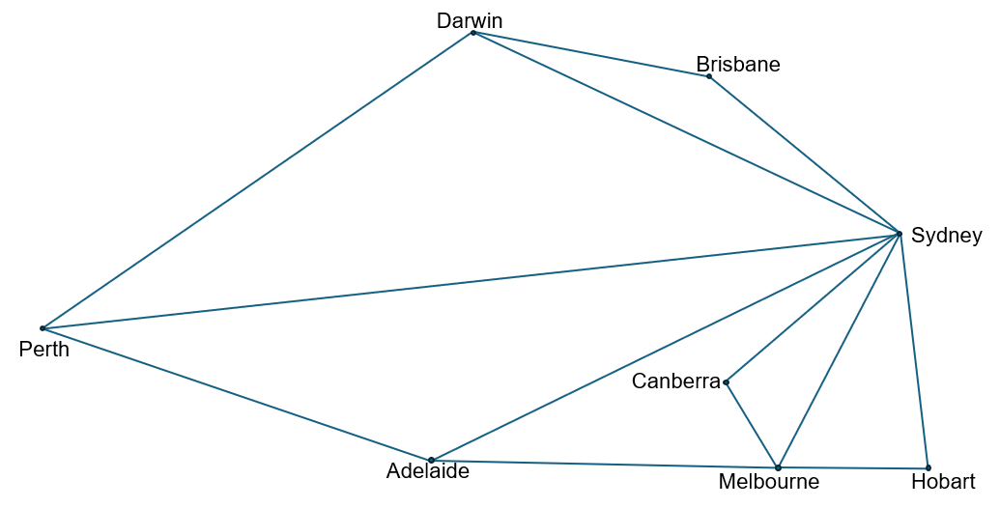 Darwin
Brisbane
Sydney
Perth
Canberra
Adelaide
Melbourne
Hobart